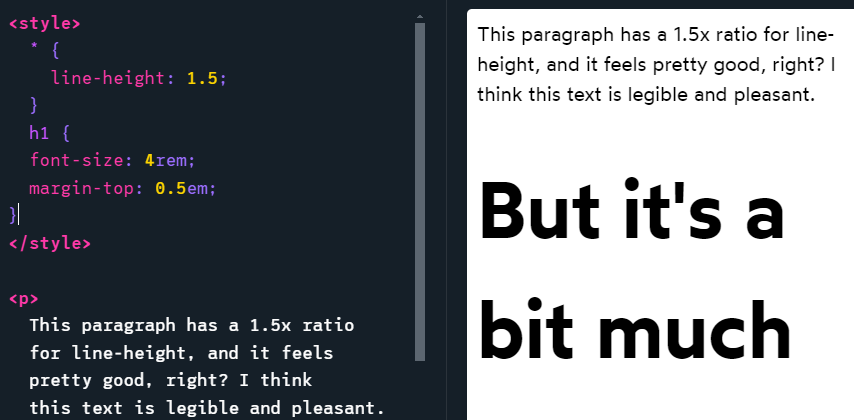 <style>
* {
line-height: 1.5;
}
h1 {
font-size: 4rem;
margin-top: 0.5em;
}
</style>
<p>
This paragraph has a 1.5x ratio
for line-height, and it feels
pretty good, right? I think
this text is legible and pleasant.
This paragraph has a 1.5x ratio for line-
height, and it feels pretty good, right? I
think this text is legible and pleasant.
But it's a
bit much